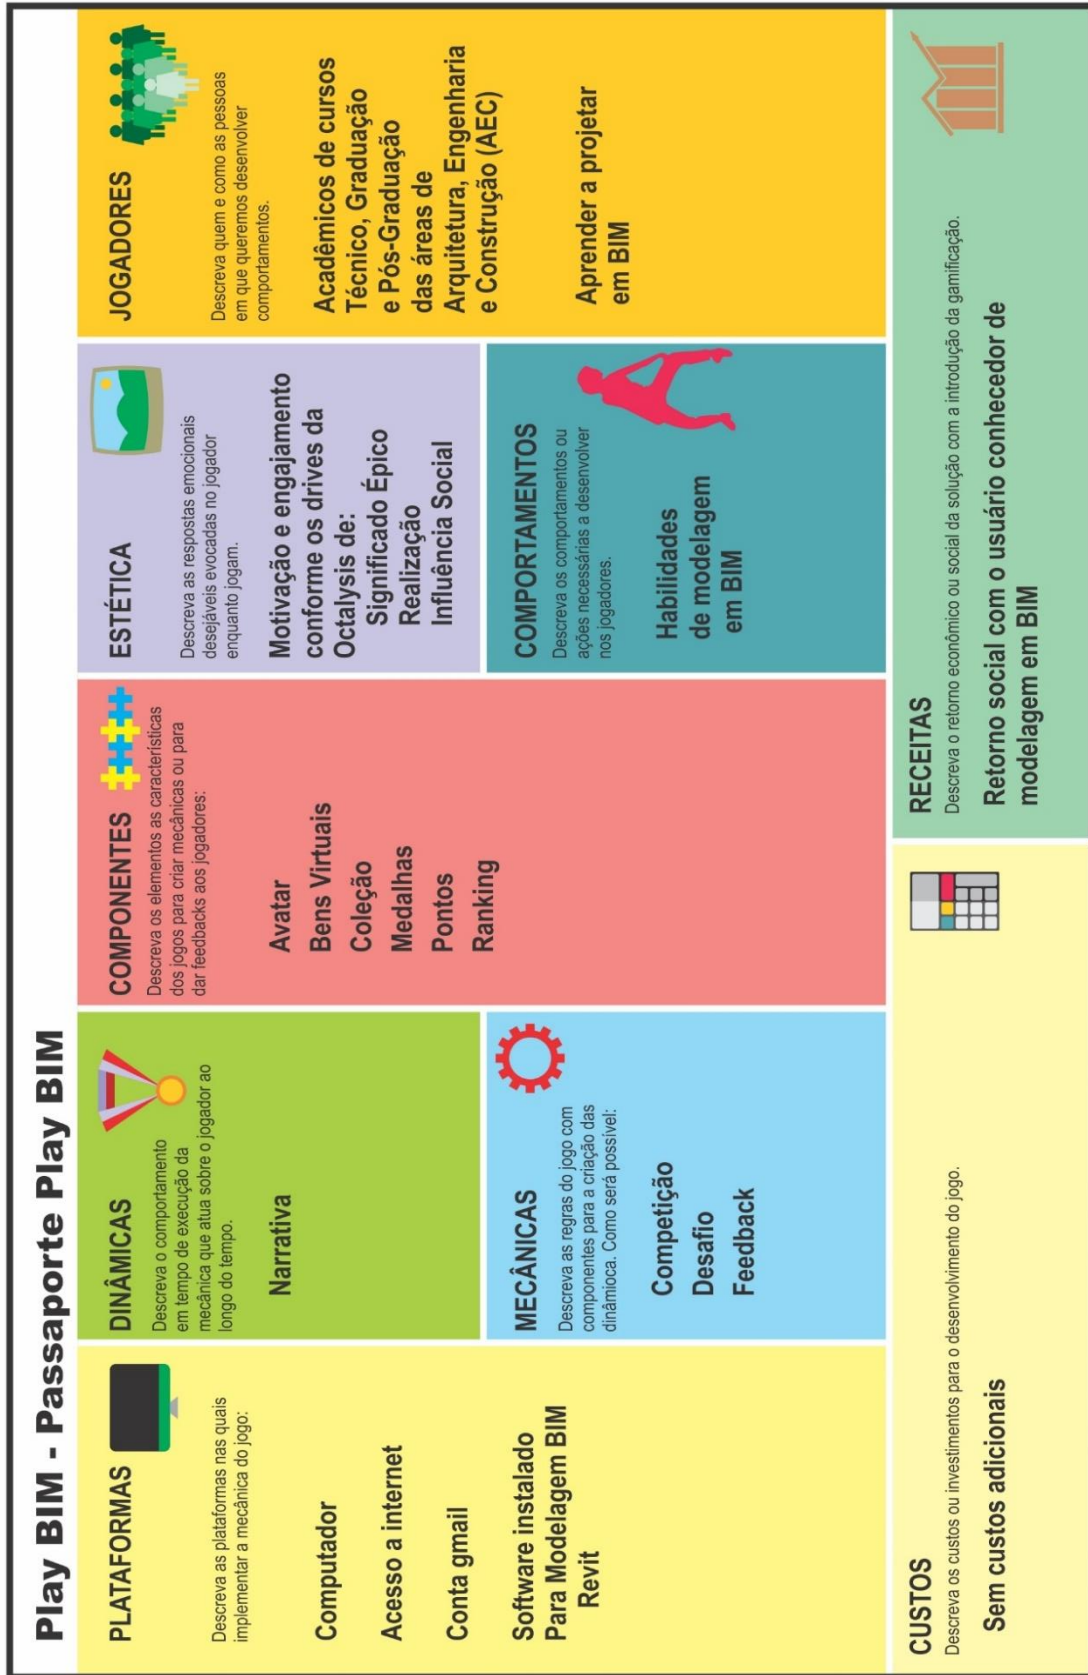 Play BIM - Passaporte Play BIM
PLATAFORMAS
Descreva as plataformas nas quais
implementar a mecânica do jogo:
Computador
Acesso a internet
Conta gmail
Software instalado
Para Modelagem BIM
Revit
DINÂMICAS
Descreva o comportamento
em tempo de execução da
mecânica que atua sobre o jogador ao
longo do tempo.
Narrativa
MECÂNICAS
Descreva as regras do jogo com
componentes para a criação das
dinâmioca. Como será possível:
Competição
Desafio
Feedback
COMPONENTES
Descreva os elementos as características
dos jogos para criar mecânicas ou para
dar feedbacks aos jogadores:
Avatar
Bens Virtuais
Coleção
Medalhas
Pontos
Ranking
ESTÉTICA
Descreva as respostas emocionais
desejáveis evocadas no jogador
enquanto jogam.
Motivação e engajamento
conforme os drives da
Octalysis de:
Significado Épico
Realização
Influência Social
COMPORTAMENTOS
Descreva os comportamentos ou
ações necessárias a desenvolver
nos jogadores.
Habilidades
de modelagem
em BIM
JOGADORES
Descreva quem e como as pessoas
em que queremos desenvolver
comportamentos.
Acadêmicos de cursos
Técnico, Graduação
e Pós-Graduação
das áreas de
Arquitetura, Engenharia
e Construção (AEC)
Aprender a projetar
em BIM
CUSTOS
Descreva os custos ou investimentos para o desenvolvimento do jogo.
Sem custos adicionais
RECEITAS
Descreva o retorno econômico ou social da solução com a introdução da gamificação.
Retorno social com o usuário conhecedor de
modelagem em BIM